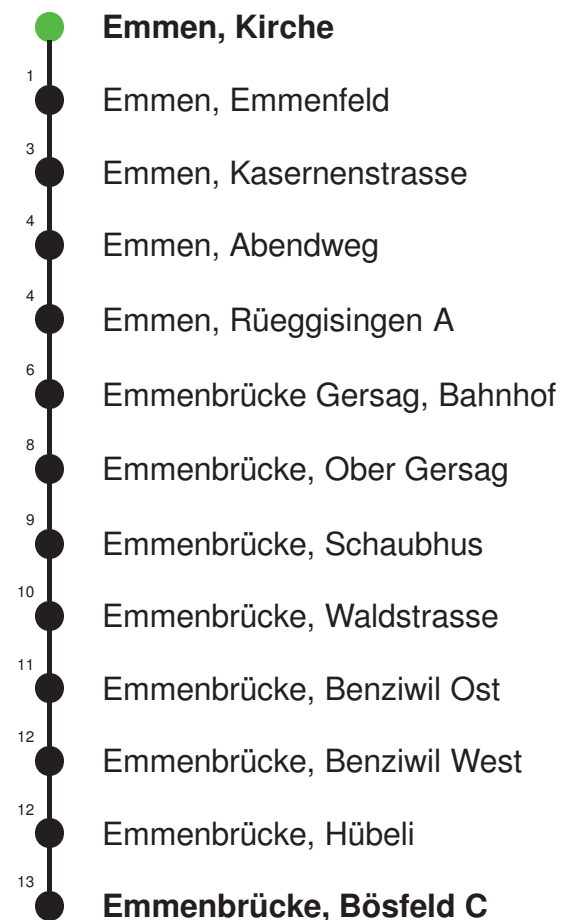 Emmen, Kirche
1
Emmen, Emmenfeld
3
Emmen, Kasernenstrasse
4
Emmen, Abendweg
4
Emmen, Rüeggisingen A
6
Emmenbrücke Gersag, Bahnhof
8
Emmenbrücke, Ober Gersag
9
Emmenbrücke, Schaubhus
10
Emmenbrücke, Waldstrasse
11
Emmenbrücke, Benziwil Ost
12
Emmenbrücke, Benziwil West
12
Emmenbrücke, Hübeli
13
Emmenbrücke, Bösfeld C